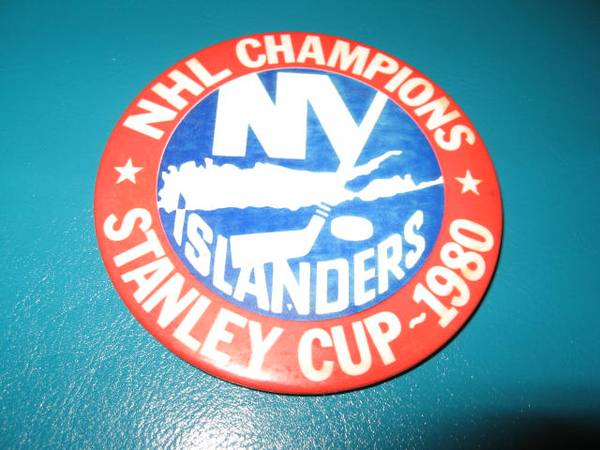 NHL CHAMPIONS
NY
ISLANDERS
STANLEY CUP ~ 1980